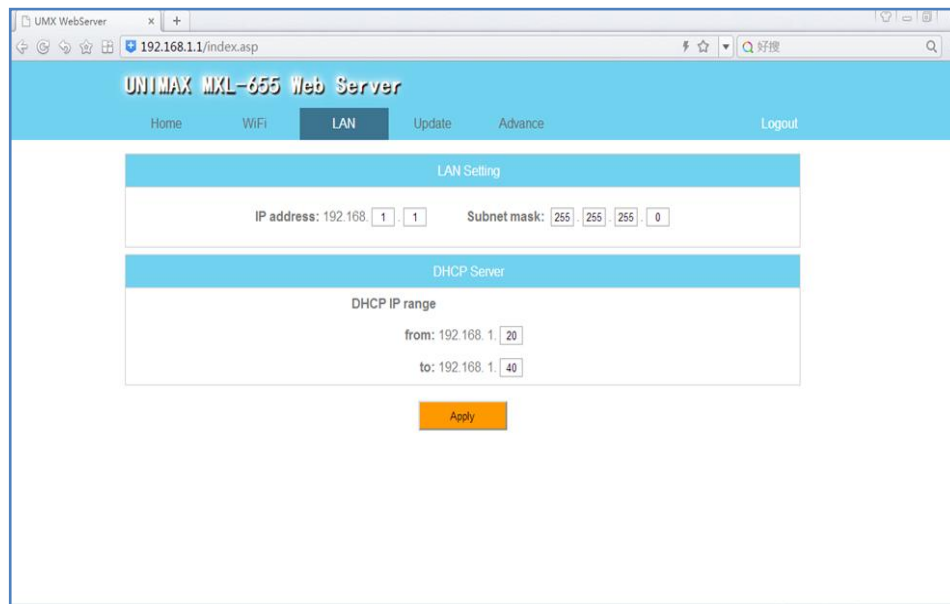 UMX WebServer
192.168.1.1/index.asp
好搜
UNIMAX MXL-655 Web Server
Home WiFi LAN Update Advance Logout
LAN Setting
IP address: 192.168. 1 . 1 Subnet mask: 255 . 255 . 255 . 0
DHCP Server
DHCP IP range
from: 192.168. 1. 20
to: 192.168. 1. 40
Apply